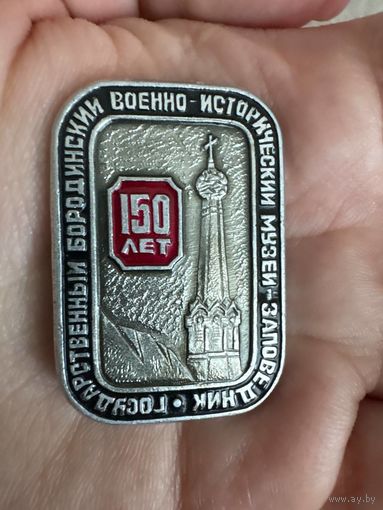 ГОСУДАРСТВЕННЫЙ БОРОДИНСКИЙ ВОЕННО-ИСТОРИЧЕСКИЙ МУЗЕЙ-ЗАПОВЕДНИК •
150
ЛЕТ
www.ay.by